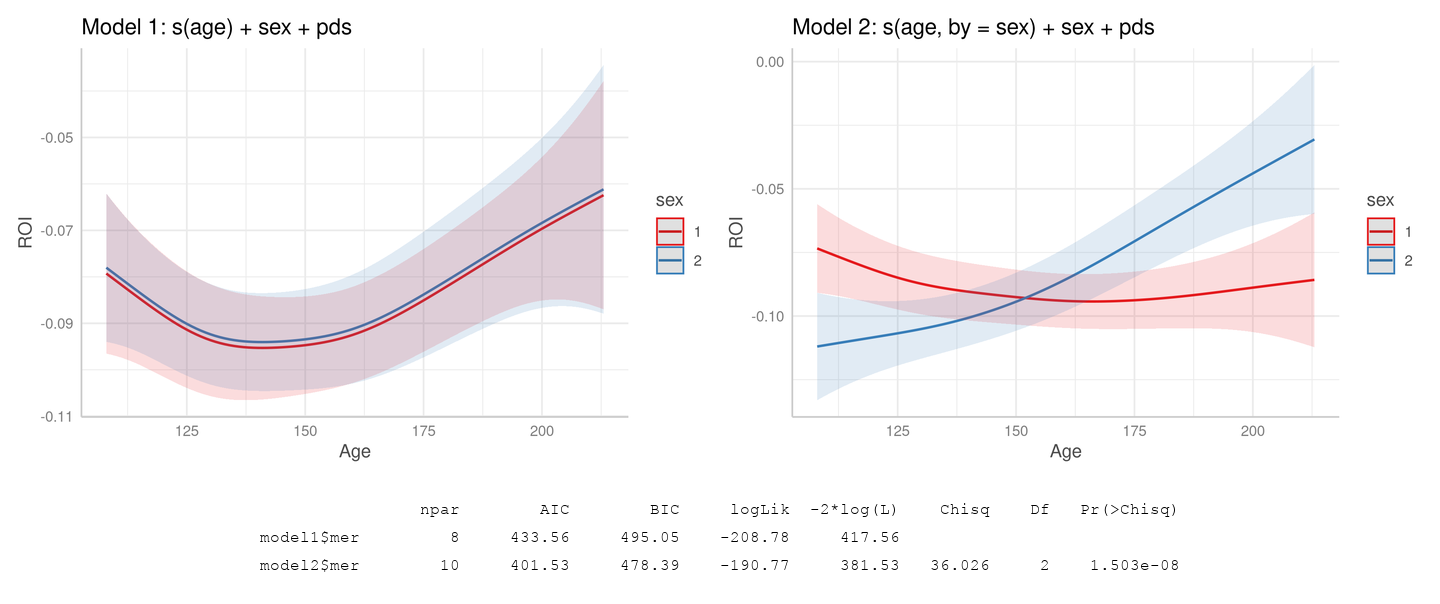 Model 1: s(age) + sex + pds
-0.05
-0.07
-0.09
-0.11
ROI
125 150 175 200
Age
sex
1
2
Model 2: s(age, by = sex) + sex + pds
0.00
-0.05
-0.10
ROI
125 150 175 200
Age
sex
1
2
npar AIC BIC logLik -2*log(L) Chisq Df Pr(>Chisq)
model1$mer 8 433.56 495.05 -208.78 417.56
model2$mer 10 401.53 478.39 -190.77 381.53 36.026 2 1.503e-08